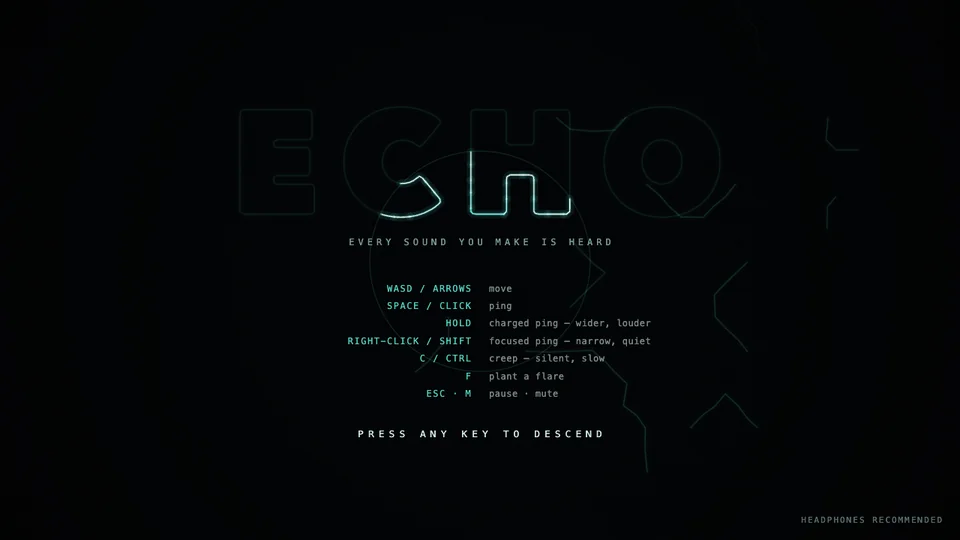 ECHO
EVERY SOUND YOU MAKE IS HEARD
WASD / ARROWS move
SPACE / CLICK ping
HOLD charged ping — wider, louder
RIGHT-CLICK / SHIFT focused ping — narrow, quiet
C / CTRL creep — silent, slow
F plant a flare
ESC · M pause · mute
PRESS ANY KEY TO DESCEND
HEADPHONES RECOMMENDED